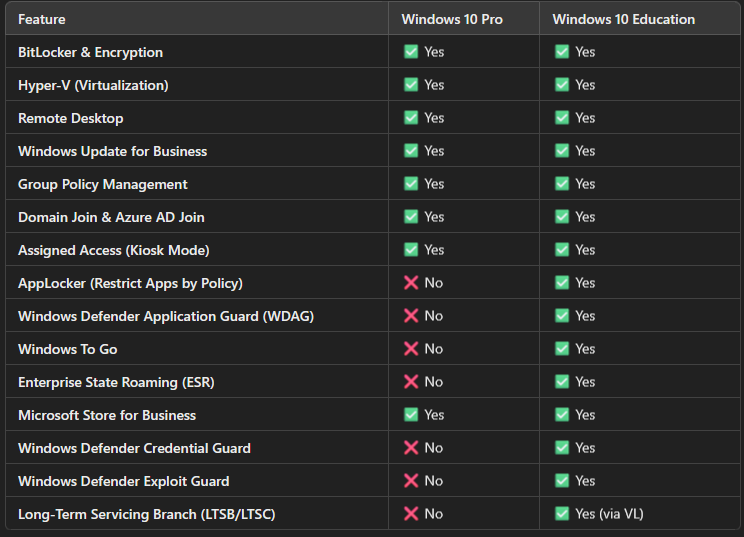 Feature Windows 10 Pro Windows 10 Education
BitLocker & Encryption ✅ Yes ✅ Yes
Hyper-V (Virtualization) ✅ Yes ✅ Yes
Remote Desktop ✅ Yes ✅ Yes
Windows Update for Business ✅ Yes ✅ Yes
Group Policy Management ✅ Yes ✅ Yes
Domain Join & Azure AD Join ✅ Yes ✅ Yes
Assigned Access (Kiosk Mode) ✅ Yes ✅ Yes
AppLocker (Restrict Apps by Policy) ❌ No ✅ Yes
Windows Defender Application Guard (WDAG) ❌ No ✅ Yes
Windows To Go ❌ No ✅ Yes
Enterprise State Roaming (ESR) ❌ No ✅ Yes
Microsoft Store for Business ✅ Yes ✅ Yes
Windows Defender Credential Guard ❌ No ✅ Yes
Windows Defender Exploit Guard ❌ No ✅ Yes
Long-Term Servicing Branch (LTSB/LTSC) ❌ No ✅ Yes (via VL)